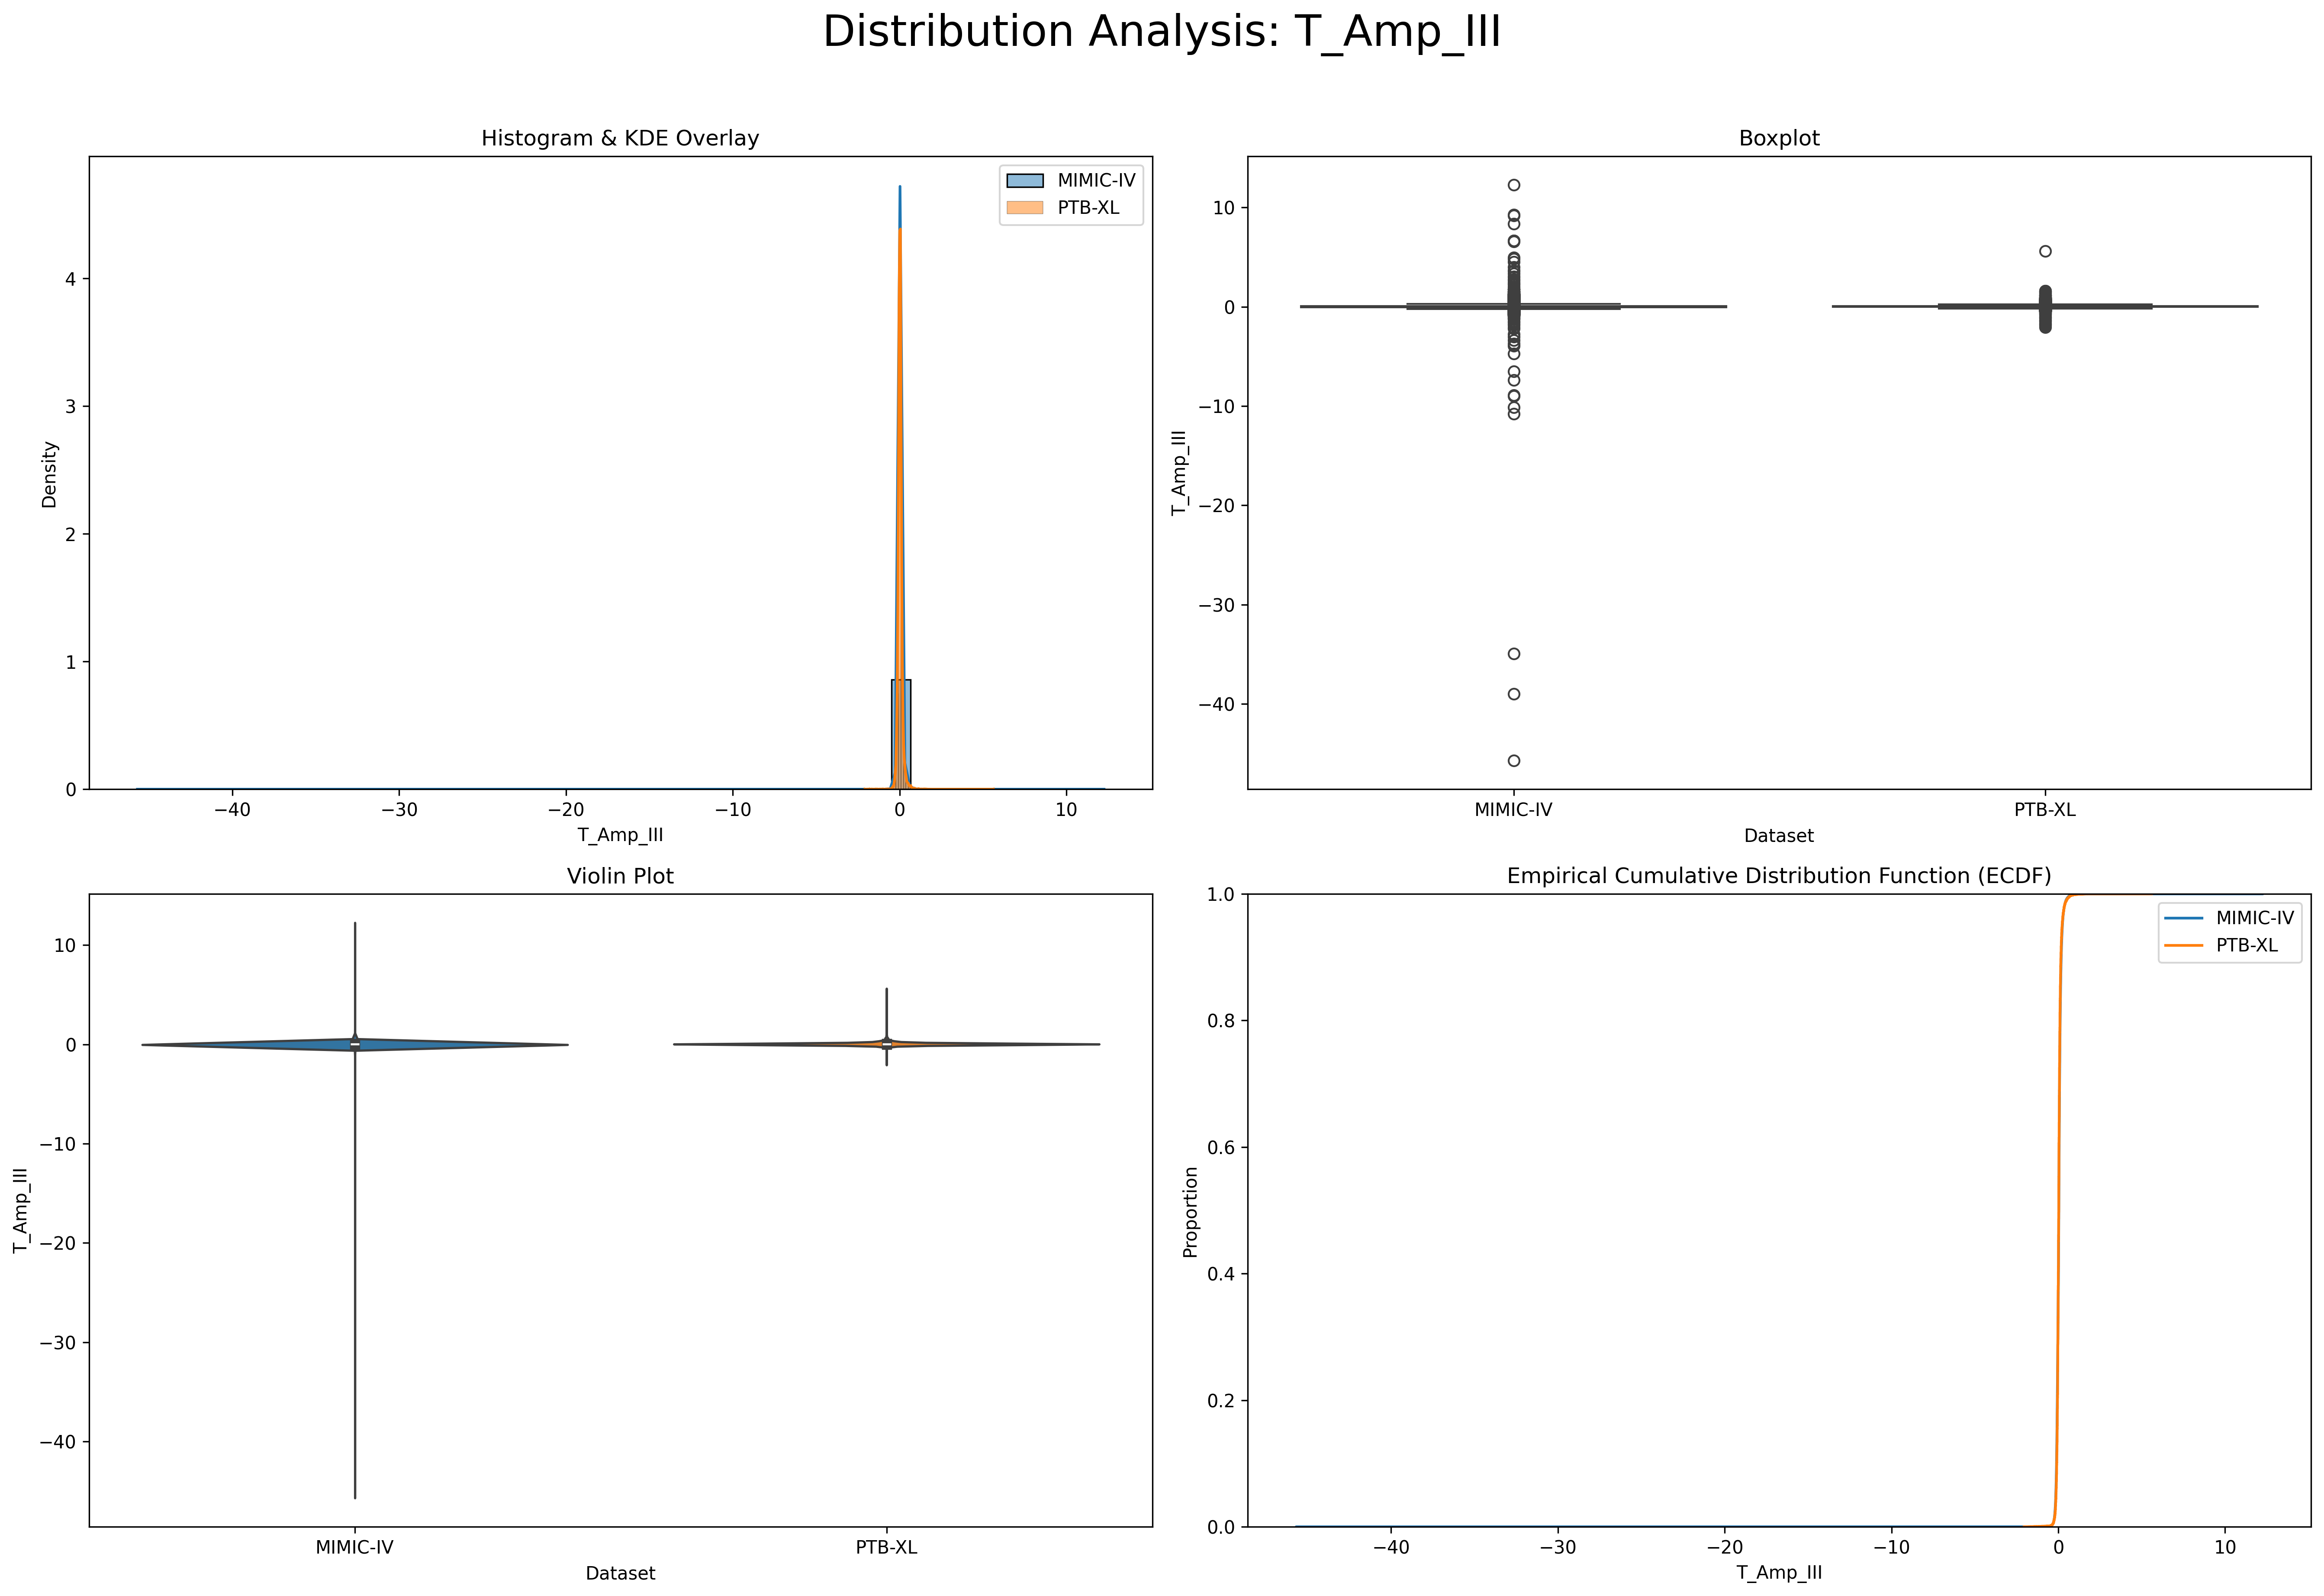 Distribution Analysis: T_Amp_III
Histogram & KDE Overlay
MIMIC-IV
PTB-XL
Density
4
3
2
1
0
−40
−30
−20
−10
0
10
T_Amp_III
Boxplot
T_Amp_III
10
0
−10
−20
−30
−40
MIMIC-IV
PTB-XL
Dataset
Violin Plot
T_Amp_III
10
0
−10
−20
−30
−40
MIMIC-IV
PTB-XL
Dataset
Empirical Cumulative Distribution Function (ECDF)
MIMIC-IV
PTB-XL
Proportion
1.0
0.8
0.6
0.4
0.2
0.0
−40
−30
−20
−10
0
10
T_Amp_III